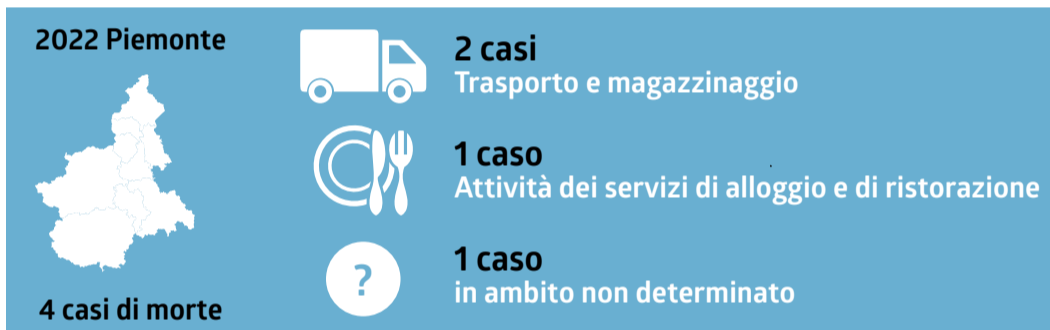 2022 Piemonte
4 casi di morte
2 casi
Trasporto e magazzinaggio
1 caso
Attività dei servizi di alloggio e di ristorazione
?
1 caso
in ambito non determinato